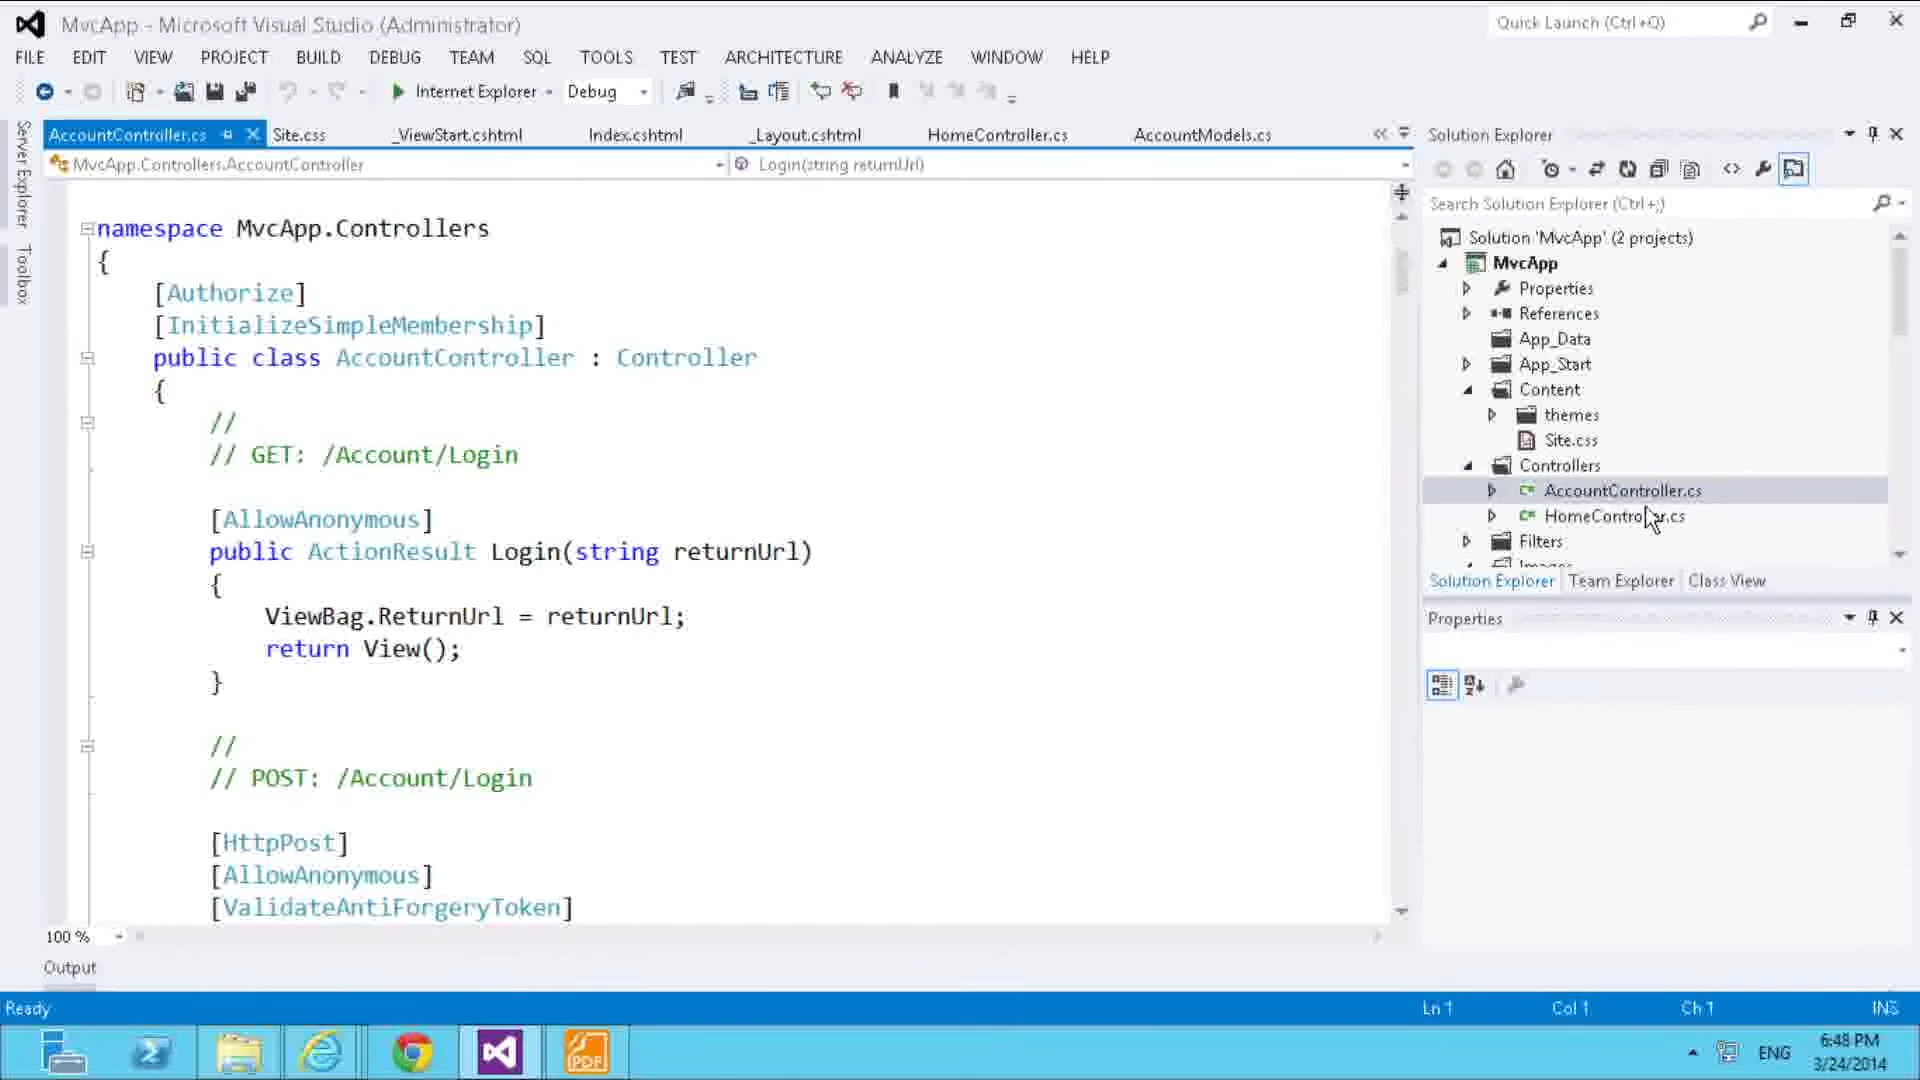 MvcApp - Microsoft Visual Studio (Administrator)
Quick Launch (Ctrl+Q)
FILE EDIT VIEW PROJECT BUILD DEBUG TEAM SQL TOOLS TEST ARCHITECTURE ANALYZE WINDOW HELP
Internet Explorer Debug
Server Explorer
Toolbox
AccountController.cs Site.css _ViewStart.cshtml Index.cshtml _Layout.cshtml HomeController.cs AccountModels.cs
MvcApp.Controllers.AccountController Login(string returnUrl)
namespace MvcApp.Controllers
{
[Authorize]
[InitializeSimpleMembership]
public class AccountController : Controller
{
//
// GET: /Account/Login
[AllowAnonymous]
public ActionResult Login(string returnUrl)
{
ViewBag.ReturnUrl = returnUrl;
return View();
}
//
// POST: /Account/Login
[HttpPost]
[AllowAnonymous]
[ValidateAntiForgeryToken]
100 %
Output
Solution Explorer
Search Solution Explorer (Ctrl+;)
Solution 'MvcApp' (2 projects)
MvcApp
Properties
References
App_Data
App_Start
Content
themes
Site.css
Controllers
AccountController.cs
HomeController.cs
Filters
Images
Solution Explorer Team Explorer Class View
Properties
Ready Ln 1 Col 1 Ch 1 INS
PDF
ENG
6:48 PM
3/24/2014